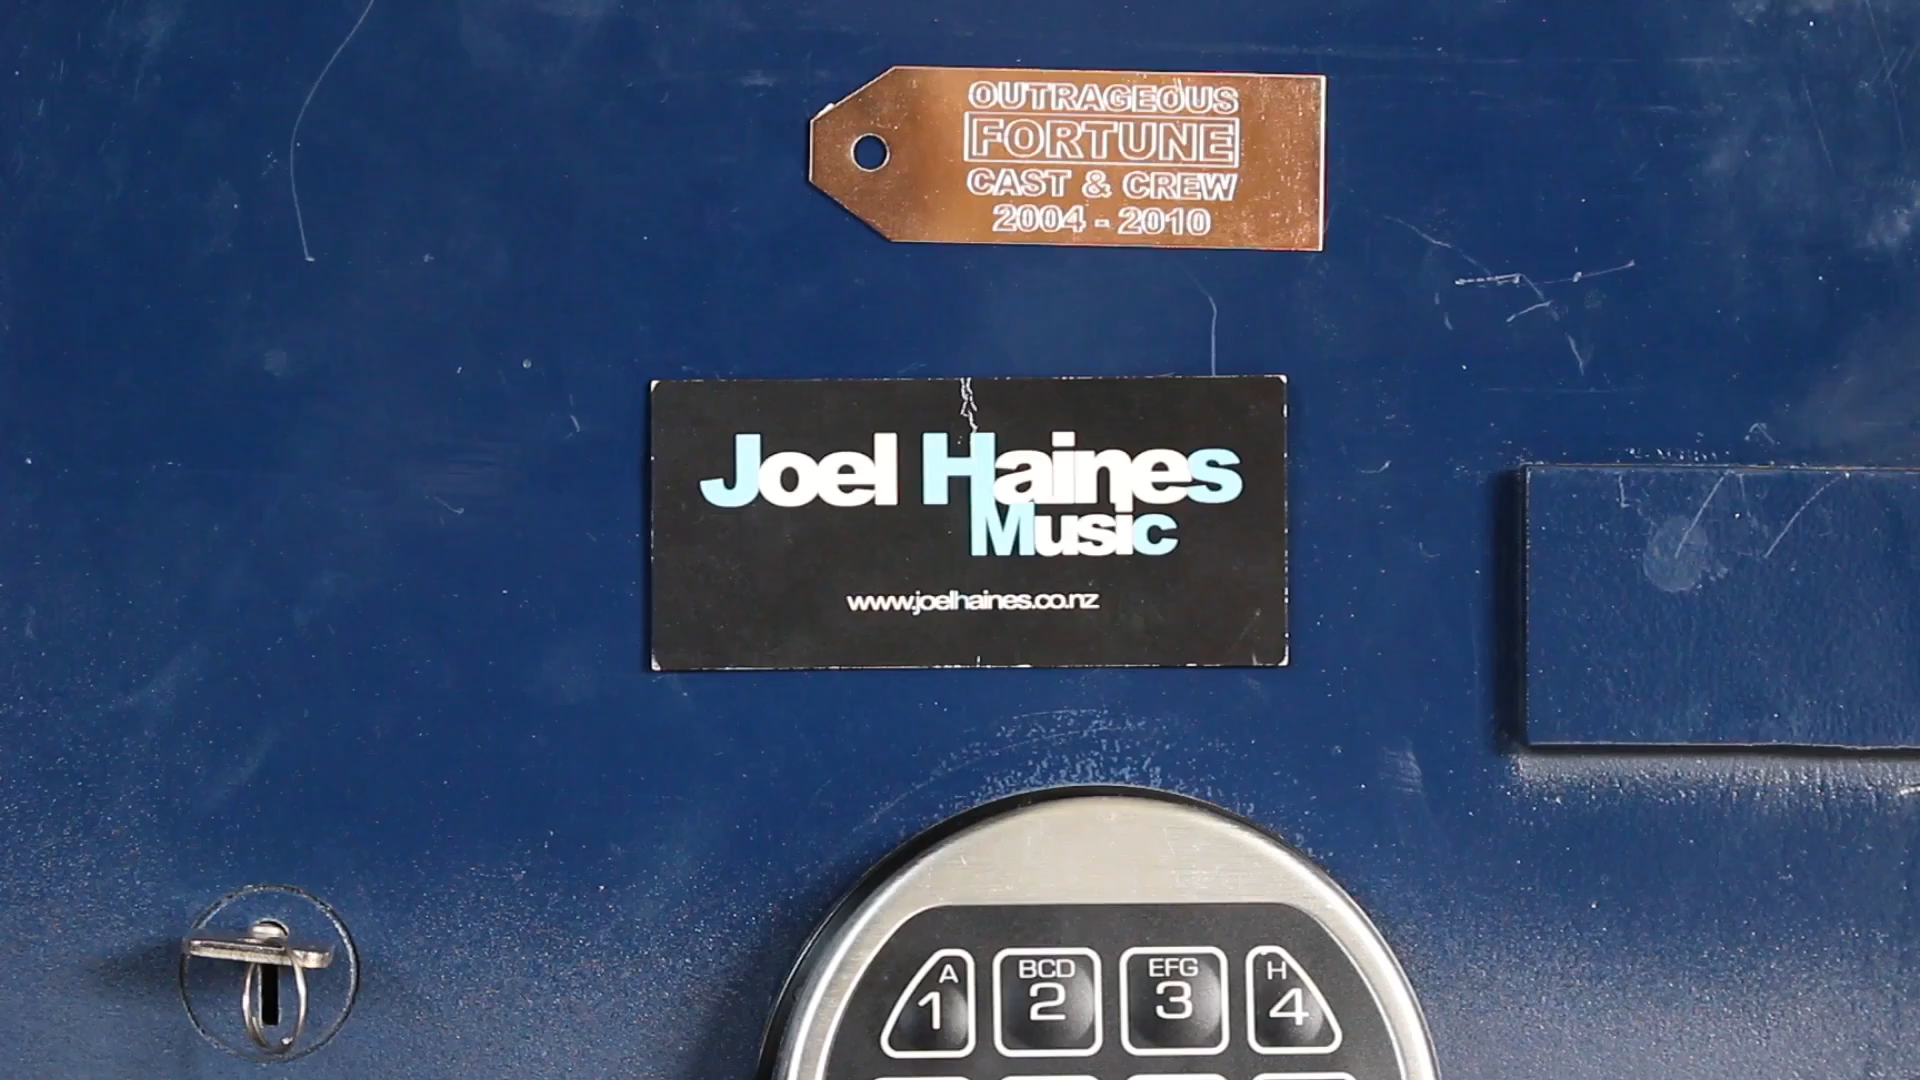 OUTRAGEOUS
FORTUNE
CAST & CREW
2004 - 2010
Joel Haines
Music
www.joelhaines.co.nz
A BCD EFG H
1 2 3 4